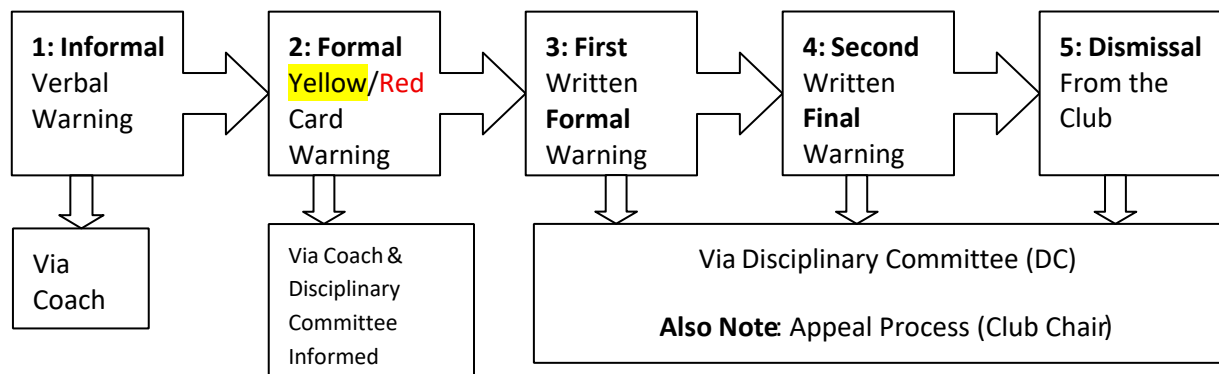 1: Informal
Verbal
Warning
2: Formal
Yellow/Red
Card
Warning
3: First
Written
Formal
Warning
4: Second
Written
Final
Warning
5: Dismissal
From the
Club
Via
Coach
Via Coach &
Disciplinary
Committee
Informed
Via Disciplinary Committee (DC)
Also Note: Appeal Process (Club Chair)